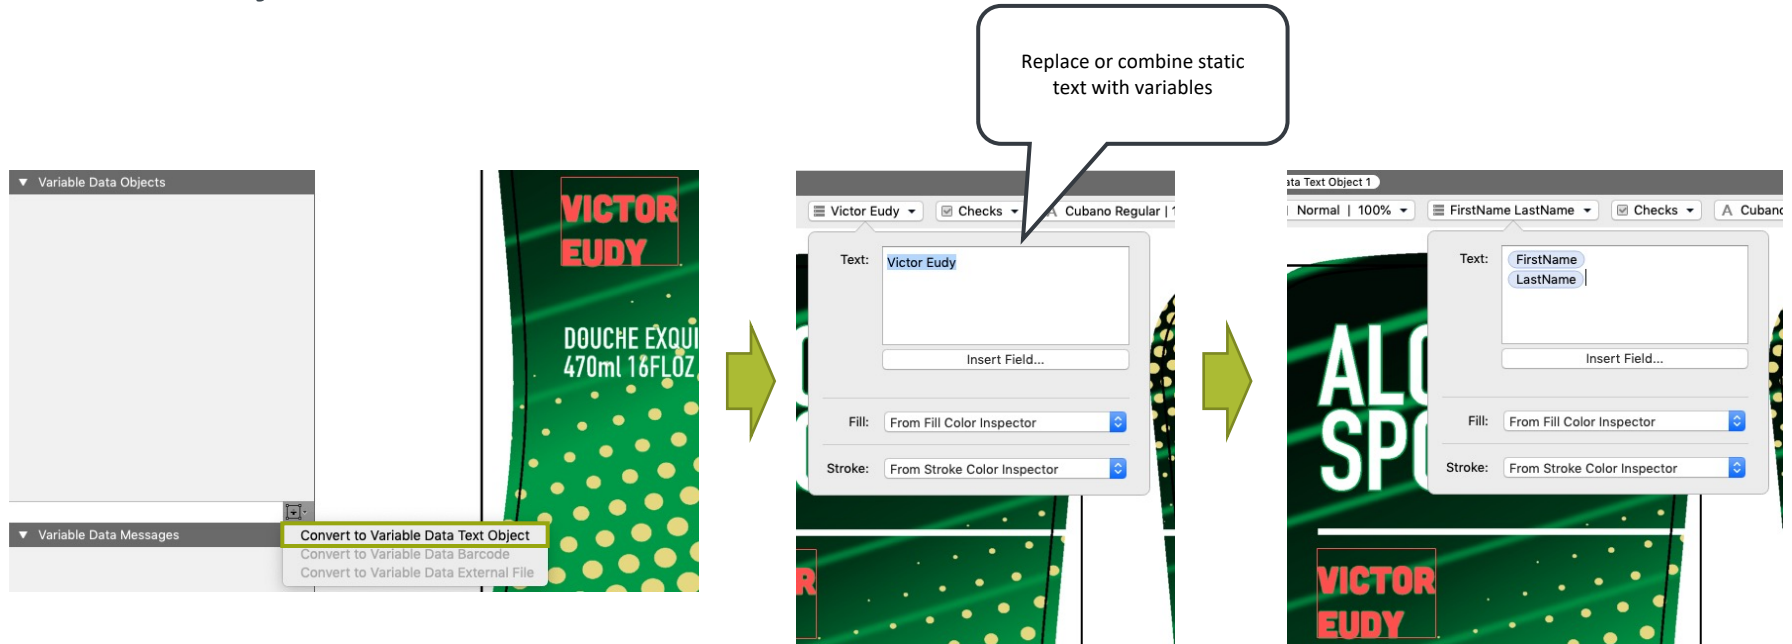 Replace or combine static
text with variables
Variable Data Objects
VICTOR
EUDY
DOUCHE EXQUI
470ml 16FLOZ
Variable Data Messages
Convert to Variable Data Text Object
Convert to Variable Data Barcode
Convert to Variable Data External File
Victor Eudy
Checks
A Cubano Regular |
Text:
Victor Eudy
Insert Field...
Fill: From Fill Color Inspector
Stroke: From Stroke Color Inspector
R
ata Text Object 1
Normal | 100%
FirstName LastName
Checks
A Cubano
Text:
FirstName
LastName
Insert Field...
Fill: From Fill Color Inspector
Stroke: From Stroke Color Inspector
ALC
SPO
VICTOR
EUDY